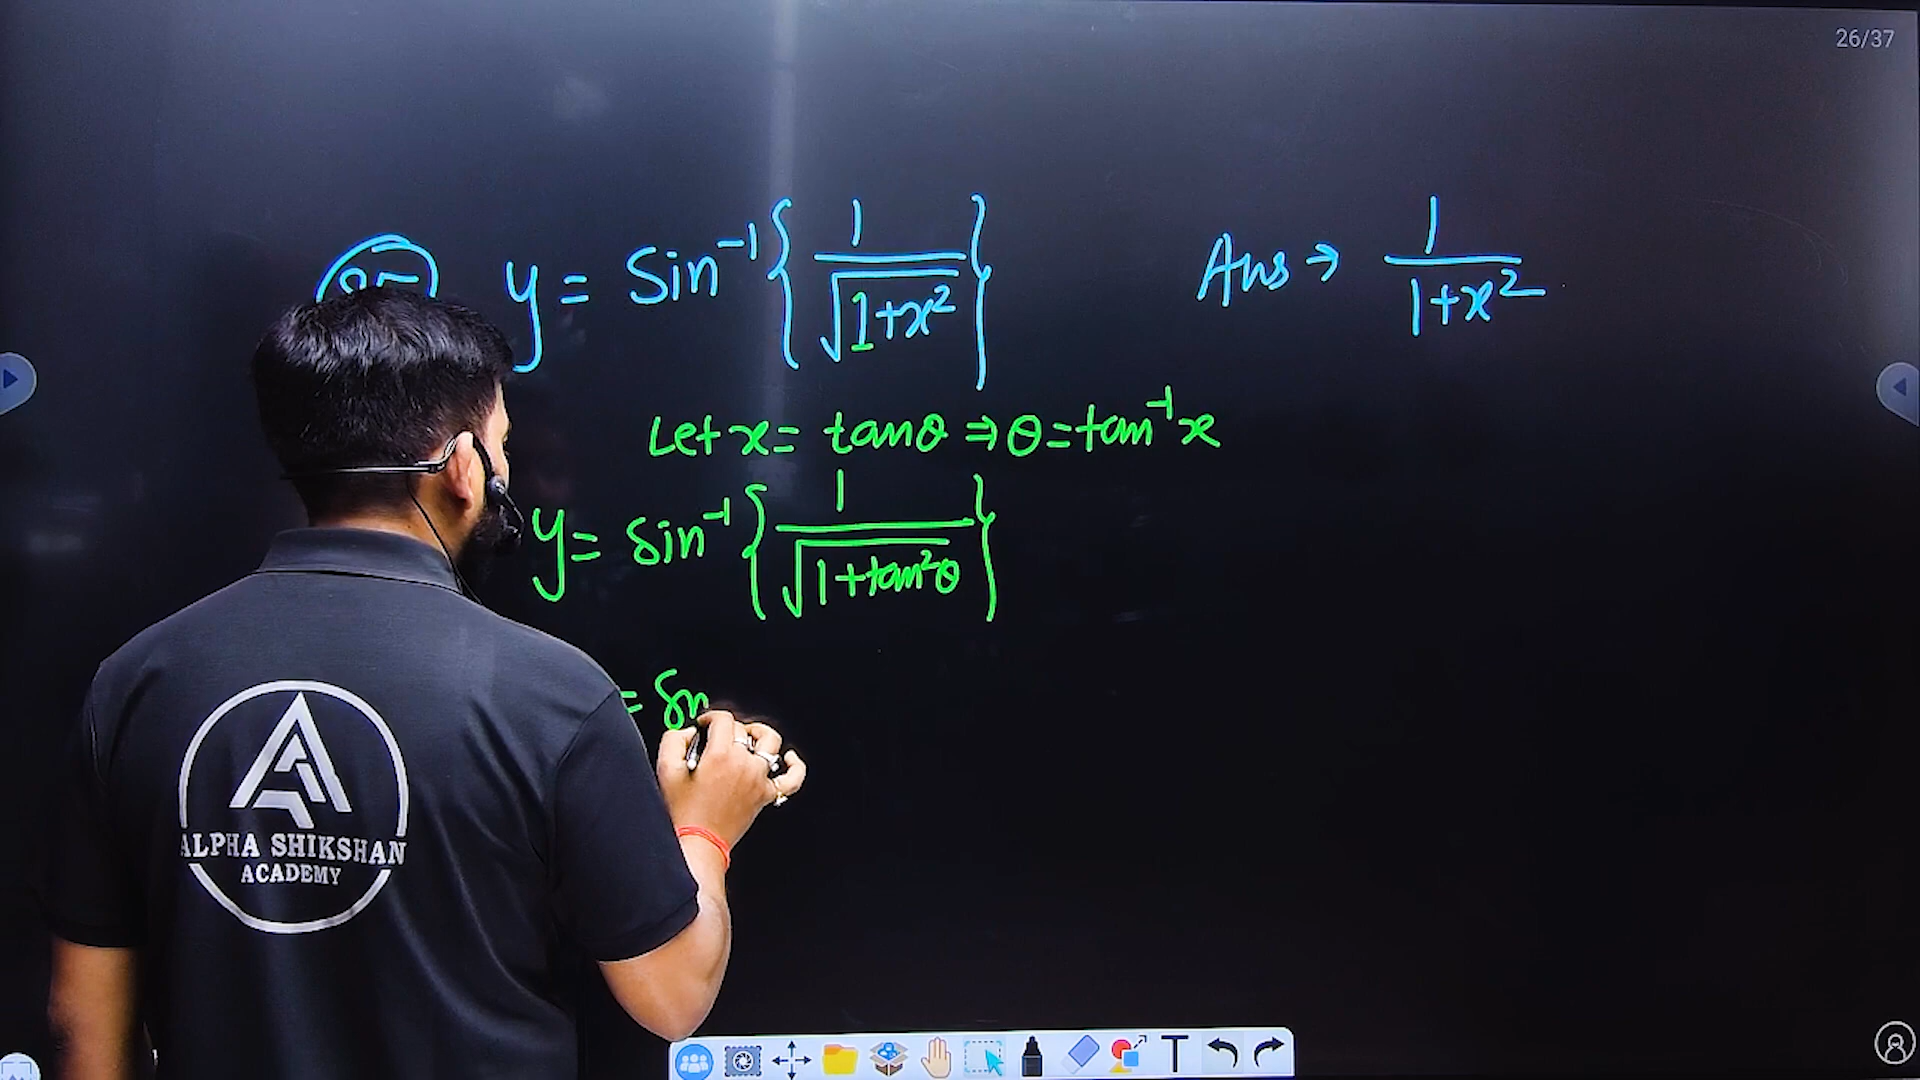 26/37
y = Sin⁻¹{1/√(1+x²)}
Ans → 1/(1+x²)
Let x = tanθ ⇒ θ = tan⁻¹x
y = Sin⁻¹{1/√(1+tan²θ)}
= Sin
ALPHA SHIKSHAN
ACADEMY
T